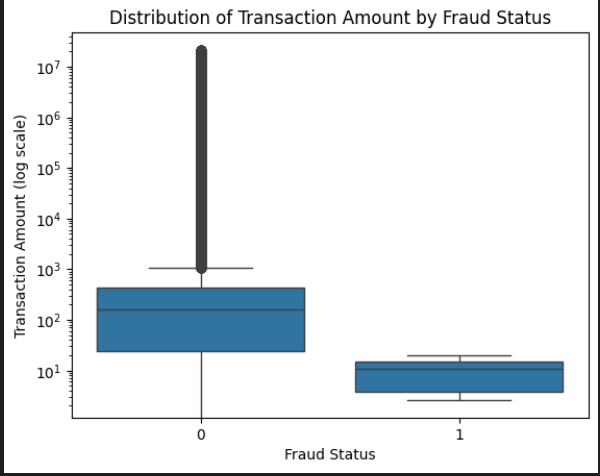 Distribution of Transaction Amount by Fraud Status
Transaction Amount (log scale)
10⁷
10⁶
10⁵
10⁴
10³
10²
10¹
0 1
Fraud Status